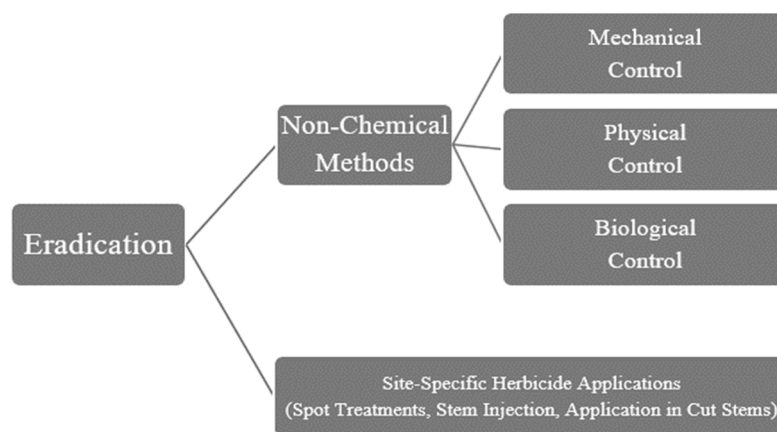 Eradication
Non-Chemical
Methods
Mechanical
Control
Physical
Control
Biological
Control
Site-Specific Herbicide Applications
(Spot Treatments, Stem Injection, Application in Cut Stems)